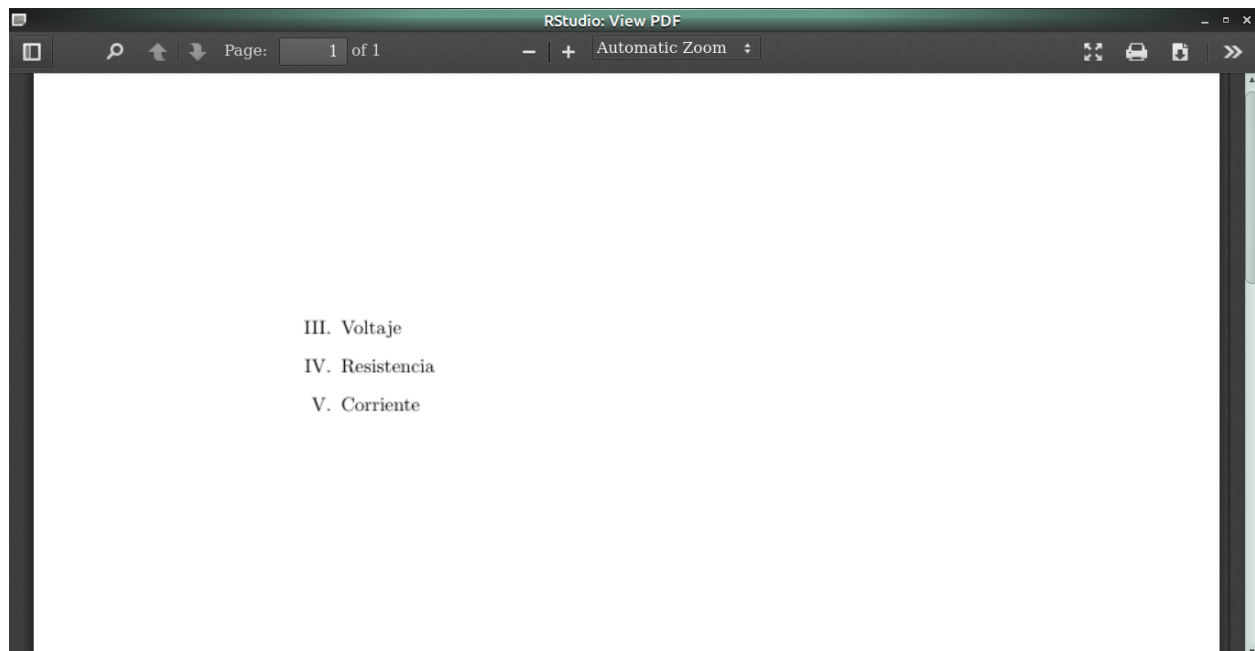 RStudio: View PDF
Page: 1 of 1 Automatic Zoom
III. Voltaje
IV. Resistencia
V. Corriente